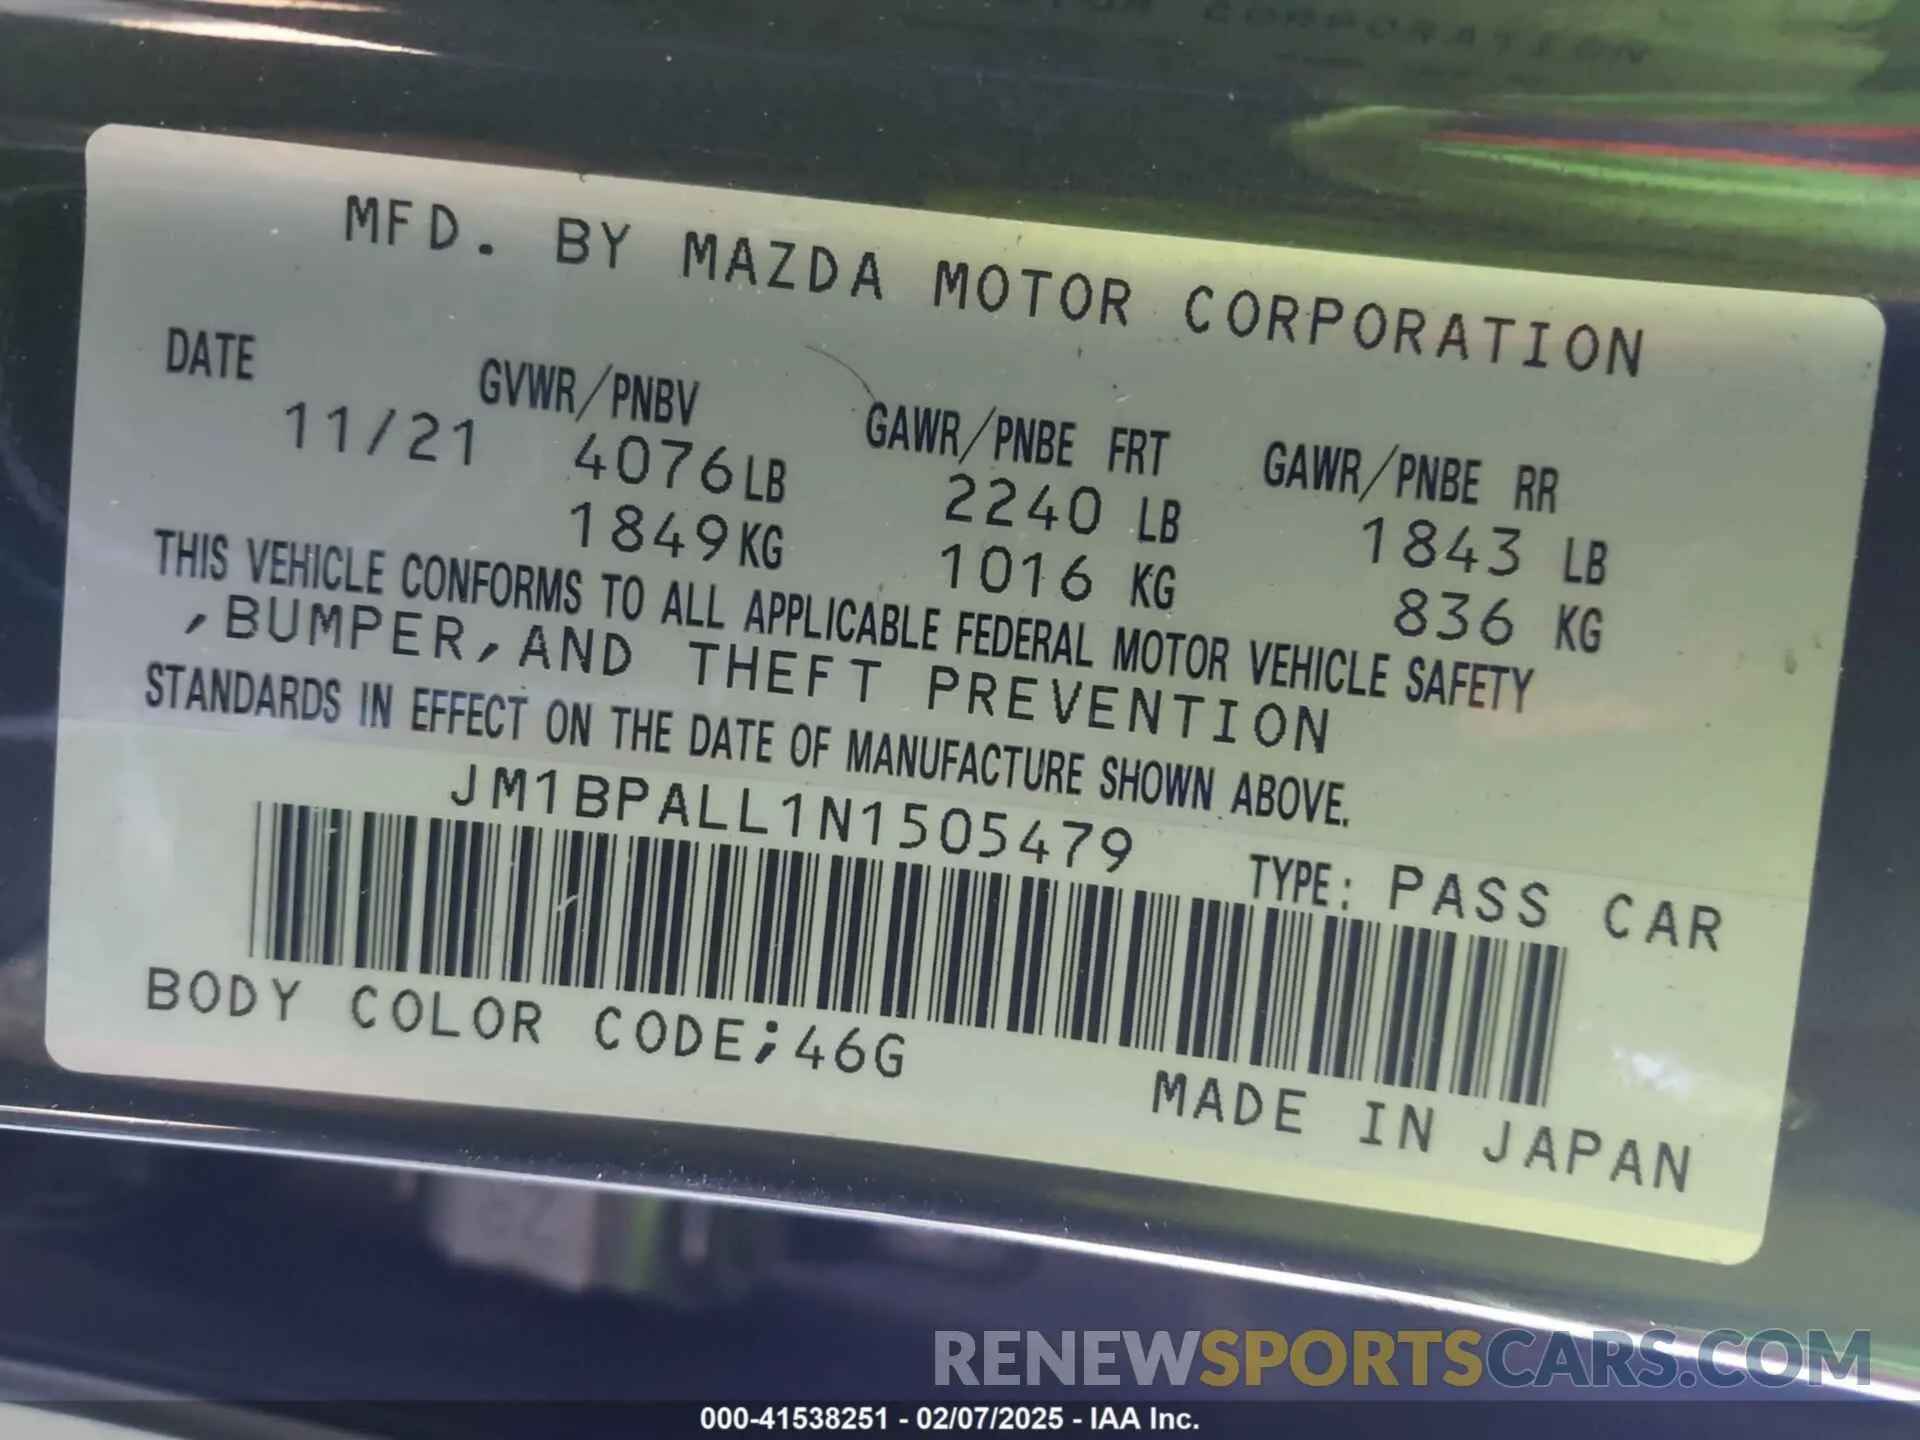 MFD. BY MAZDA MOTOR CORPORATION
DATE GVWR/PNBV GAWR/PNBE FRT GAWR/PNBE RR
11/21 4076LB 2240 LB 1843 LB
1849KG 1016 KG 836 KG
THIS VEHICLE CONFORMS TO ALL APPLICABLE FEDERAL MOTOR VEHICLE SAFETY
,BUMPER,AND THEFT PREVENTION
STANDARDS IN EFFECT ON THE DATE OF MANUFACTURE SHOWN ABOVE.
JM1BPALL1N1505479 TYPE: PASS CAR
BODY COLOR CODE;46G
MADE IN JAPAN
RENEWSPORTSCARS.COM
000-41538251 - 02/07/2025 - IAA Inc.